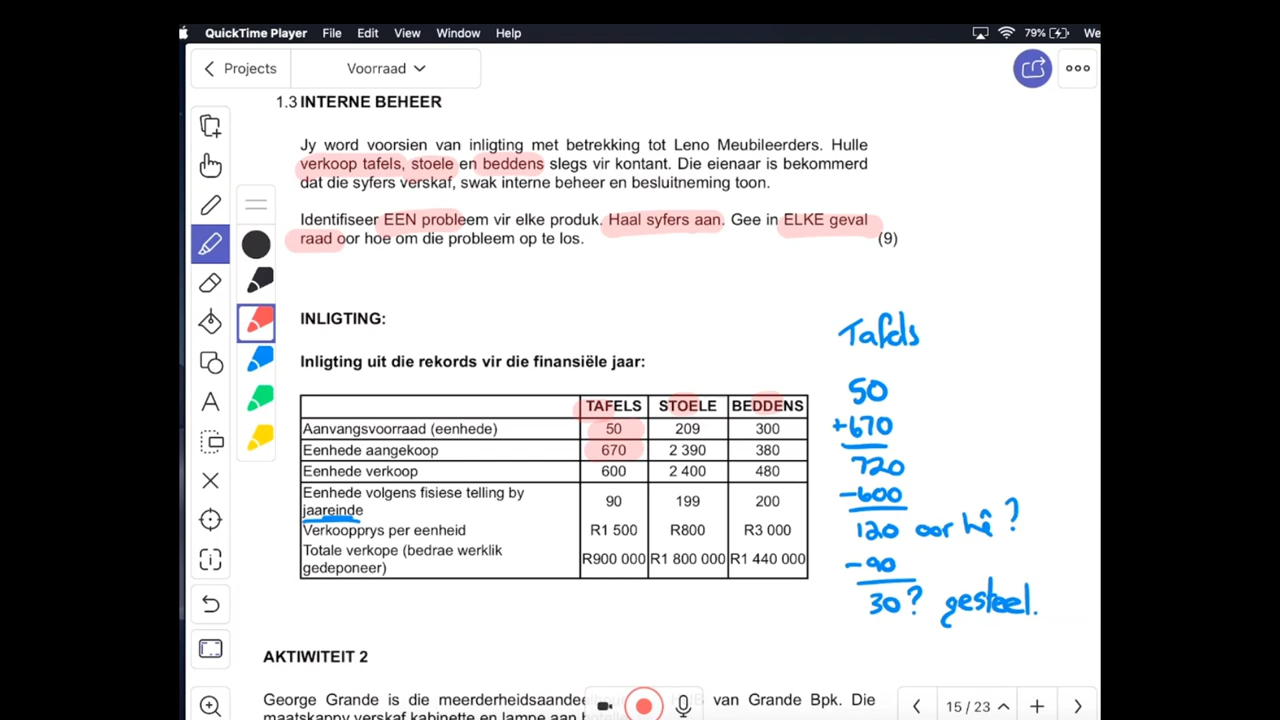 QuickTime Player File Edit View Window Help 79% We
Projects Voorraad
1.3 INTERNE BEHEER
Jy word voorsien van inligting met betrekking tot Leno Meubileerders. Hulle
verkoop tafels, stoele en beddens slegs vir kontant. Die eienaar is bekommerd
dat die syfers verskaf, swak interne beheer en besluitneming toon.
Identifiseer EEN probleem vir elke produk. Haal syfers aan. Gee in ELKE geval
raad oor hoe om die probleem op te los. (9)
INLIGTING:
Inligting uit die rekords vir die finansiële jaar:
TAFELS STOELE BEDDENS
Aanvangsvoorraad (eenhede) 50 209 300
Eenhede aangekoop 670 2 390 380
Eenhede verkoop 600 2 400 480
Eenhede volgens fisiese telling by
jaareinde 90 199 200
Verkoopprys per eenheid R1 500 R800 R3 000
Totale verkope (bedrae werklik
gedeponeer) R900 000 R1 800 000 R1 440 000
Tafels
50
+670
720
-600
120 oor hê ?
-90
30? gesteel.
AKTIWITEIT 2
George Grande is die van Grande Bpk. Die
maatskappy verskaf kabinette en lampe aan
15 / 23